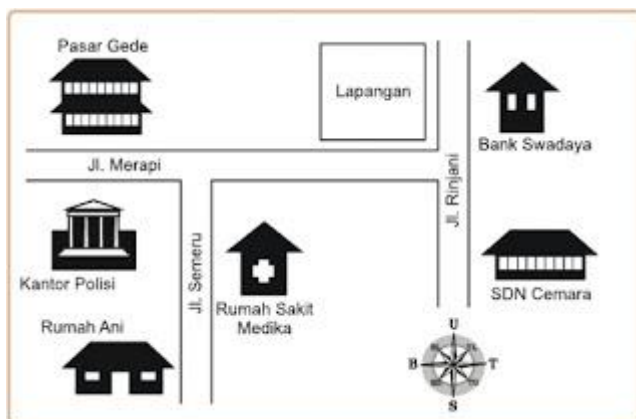 Pasar Gede
Lapangan
Bank Swadaya
Jl. Merapi
Jl. Rinjani
Kantor Polisi
Jl. Semeru
Rumah Sakit
Medika
SDN Cemara
Rumah Ani
U
B
T
S